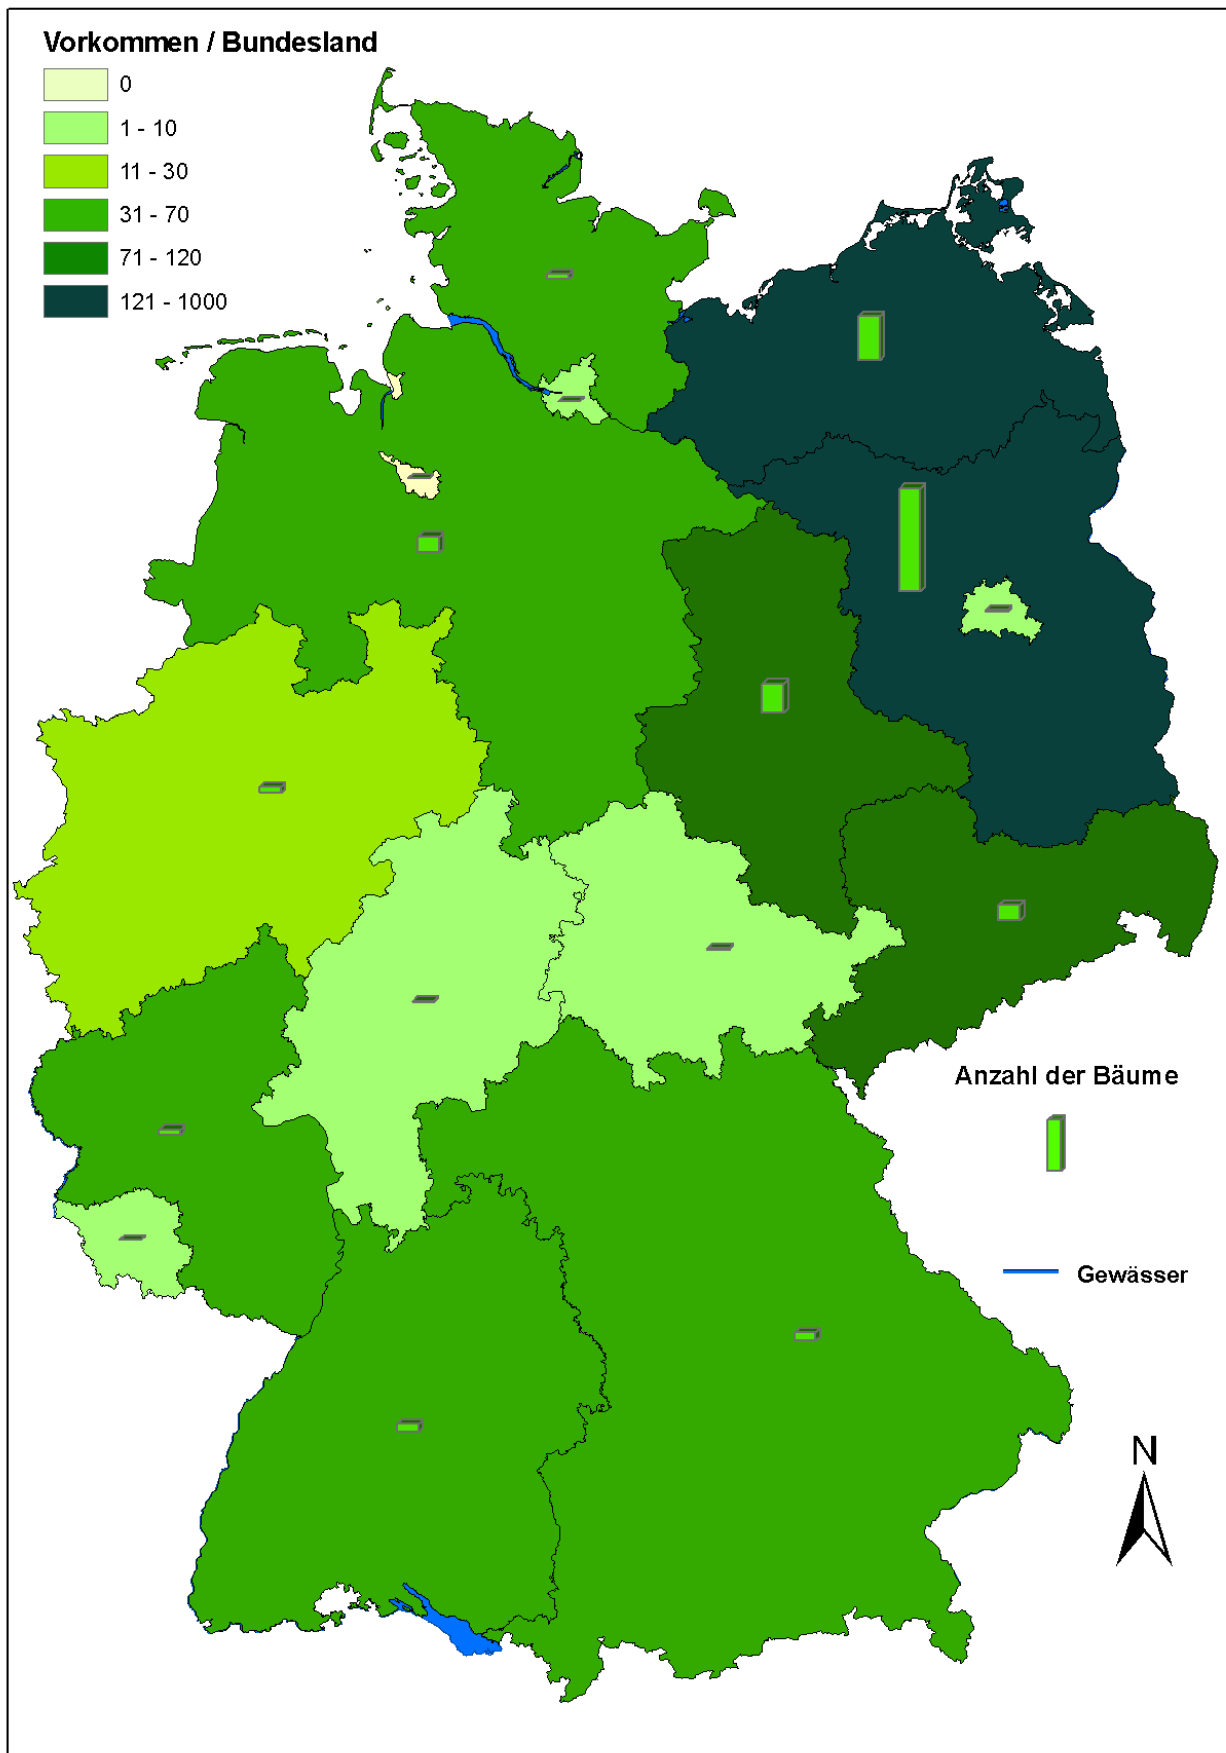 Vorkommen / Bundesland
0
1 - 10
11 - 30
31 - 70
71 - 120
121 - 1000
Anzahl der Bäume
Gewässer
N